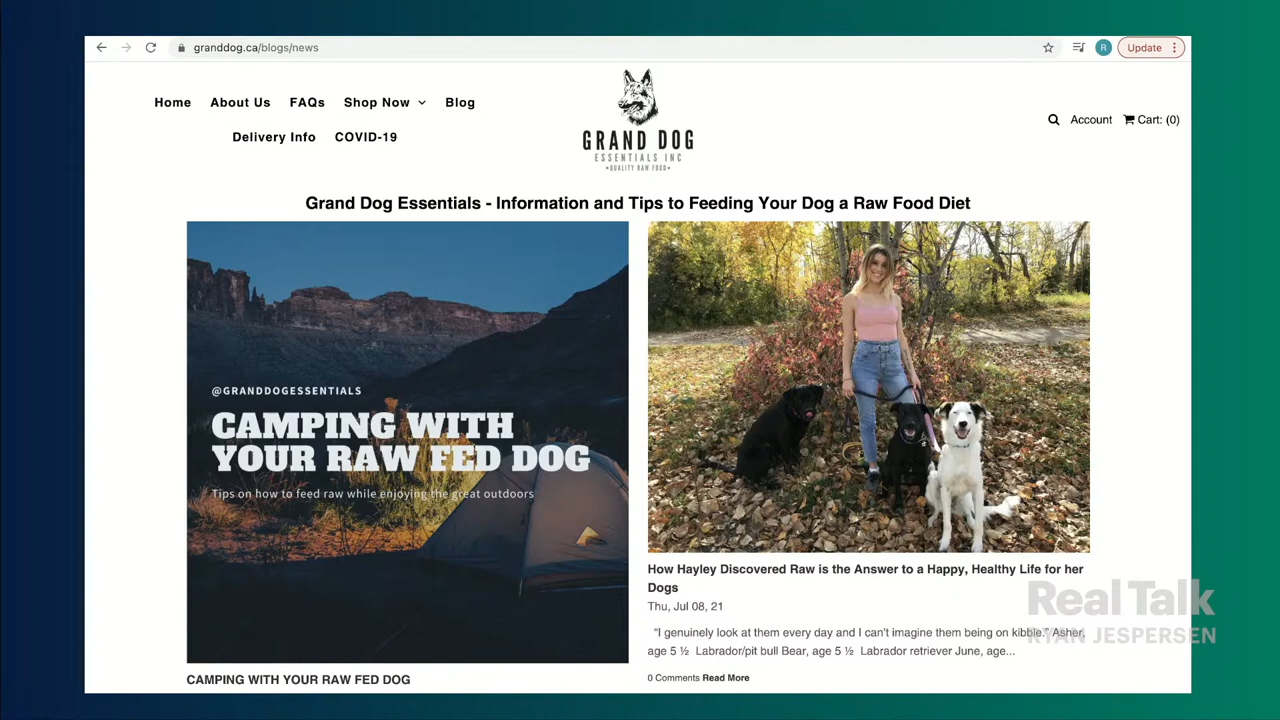 granddog.ca/blogs/news
R
Update
Home
About Us
FAQs
Shop Now
Blog
Delivery Info
COVID-19
GRAND DOG
ESSENTIALS INC
•QUALITY RAW FOOD•
Account
Cart: (0)
Grand Dog Essentials - Information and Tips to Feeding Your Dog a Raw Food Diet
@GRANDDOGESSENTIALS
CAMPING WITH
YOUR RAW FED DOG
Tips on how to feed raw while enjoying the great outdoors
CAMPING WITH YOUR RAW FED DOG
How Hayley Discovered Raw is the Answer to a Happy, Healthy Life for her
Dogs
Thu, Jul 08, 21
“I genuinely look at them every day and I can't imagine them being on kibble.” Asher,
age 5 ½ Labrador/pit bull Bear, age 5 ½ Labrador retriever June, age...
0 Comments Read More
Real Talk
RYAN JESPERSEN